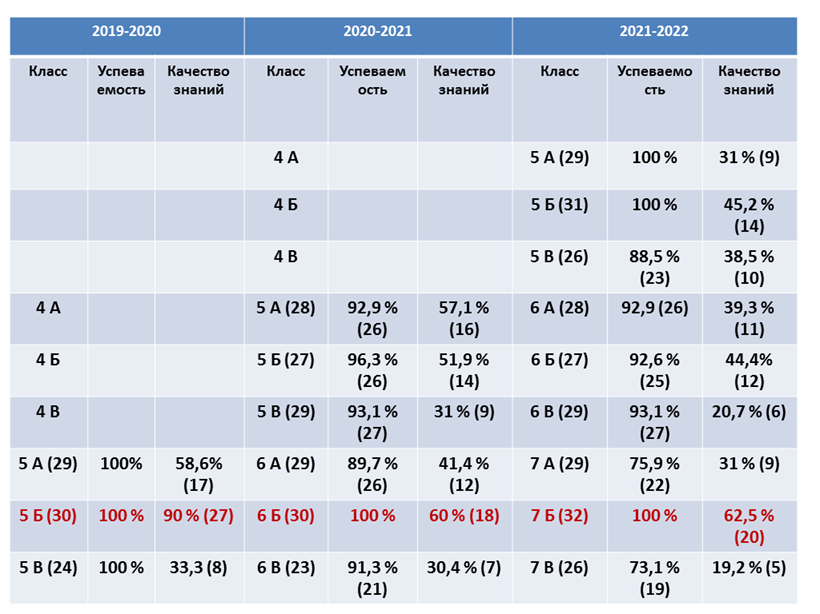 2019-2020 2020-2021 2021-2022
Класс Успева Качество Класс Успеваем Качество Класс Успеваемо Качество
емость знаний ость знаний сть знаний
4 А 5 А (29) 100 % 31 % (9)
4 Б 5 Б (31) 100 % 45,2 %
(14)
4 В 5 В (26) 88,5 % 38,5 %
(23) (10)
4 А 5 А (28) 92,9 % 57,1 % 6 А (28) 92,9 (26) 39,3 %
(26) (16) (11)
4 Б 5 Б (27) 96,3 % 51,9 % 6 Б (27) 92,6 % 44,4%
(26) (14) (25) (12)
4 В 5 В (29) 93,1 % 31 % (9) 6 В (29) 93,1 % 20,7 % (6)
(27) (27)
5 А (29) 100% 58,6% 6 А (29) 89,7 % 41,4 % 7 А (29) 75,9 % 31 % (9)
(17) (26) (12) (22)
5 Б (30) 100 % 90 % (27) 6 Б (30) 100 % 60 % (18) 7 Б (32) 100 % 62,5 %
(20)
5 В (24) 100 % 33,3 (8) 6 В (23) 91,3 % 30,4 % (7) 7 В (26) 73,1 % 19,2 % (5)
(21) (19)